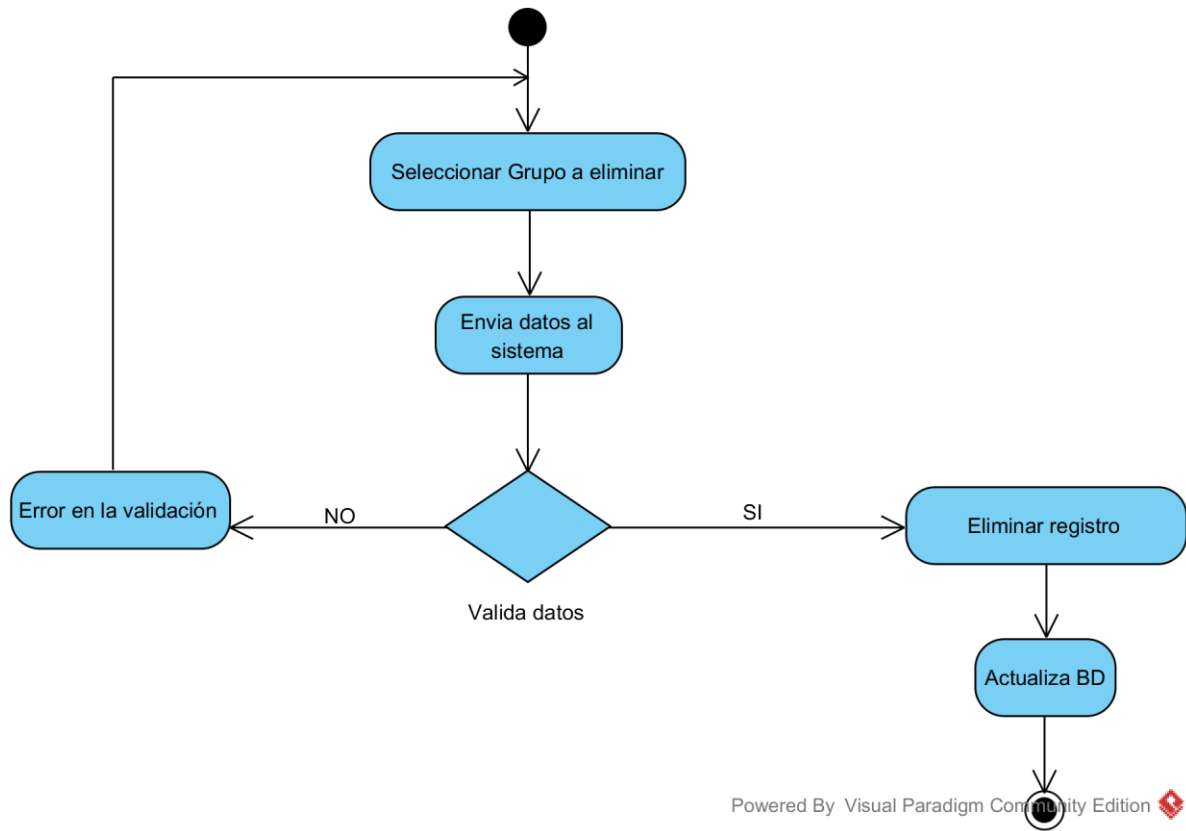 Seleccionar Grupo a eliminar
Envia datos al
sistema
Error en la validación
NO
SI
Eliminar registro
Valida datos
Actualiza BD
Powered By Visual Paradigm Community Edition